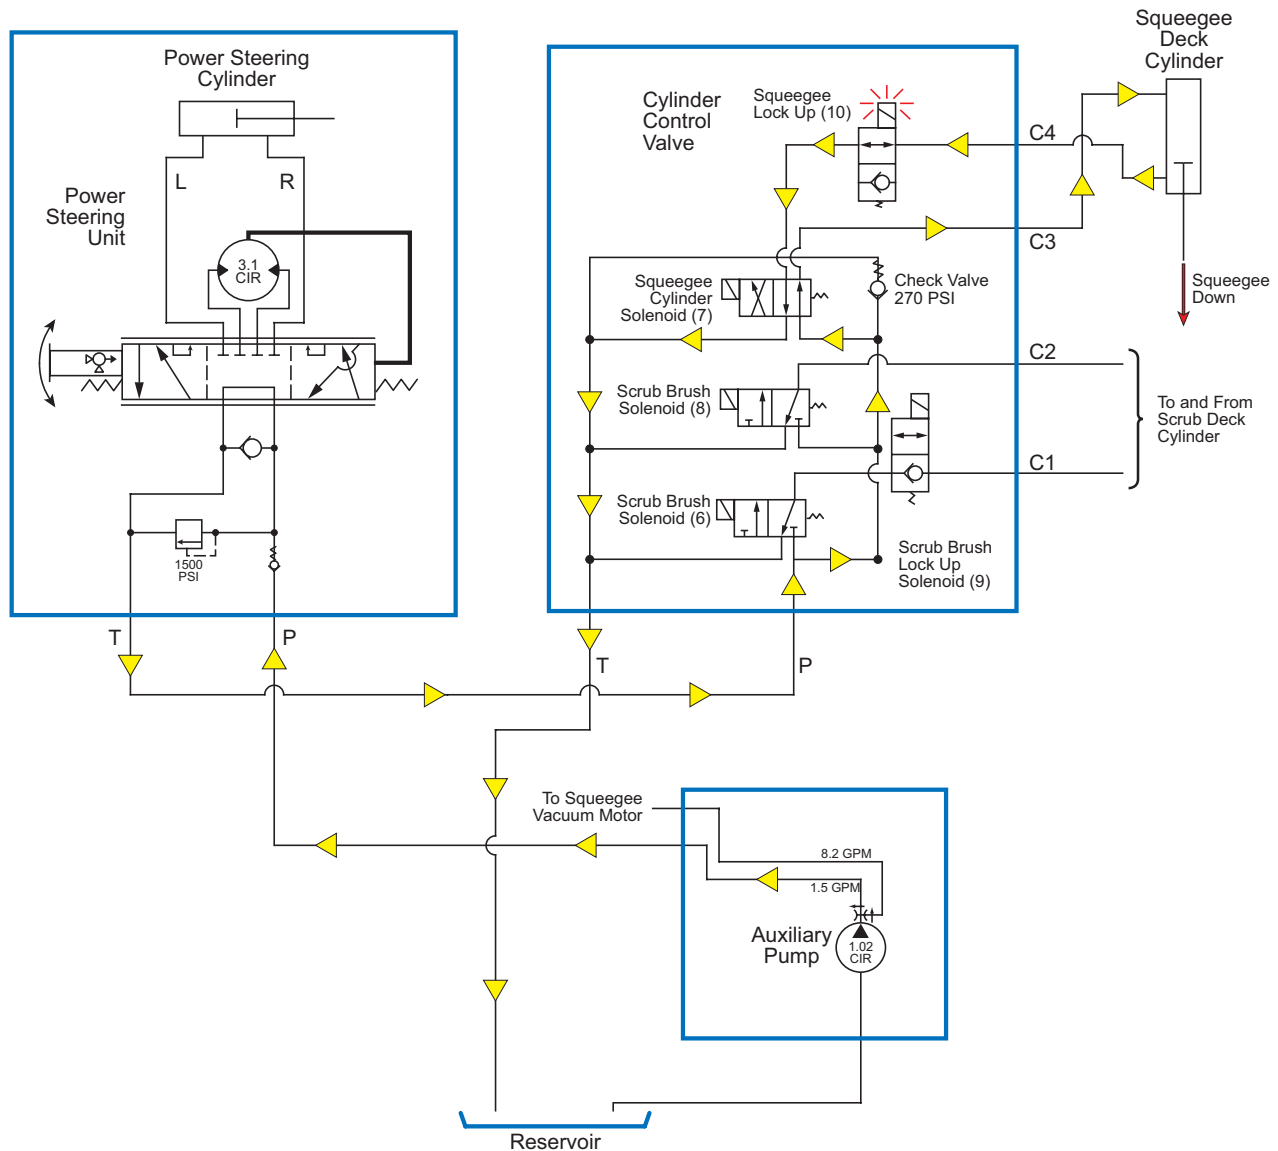 Squeegee
Deck
Cylinder
Power Steering
Cylinder
L
R
Power
Steering
Unit
3.1
CIR
1500
PSI
T
P
Cylinder
Control
Valve
Squeegee
Lock Up (10)
C4
C3
Squeegee
Cylinder
Solenoid (7)
Check Valve
270 PSI
Squeegee
Down
C2
Scrub Brush
Solenoid (8)
To and From
Scrub Deck
Cylinder
C1
Scrub Brush
Solenoid (6)
Scrub Brush
Lock Up
Solenoid (9)
T
P
To Squeegee
Vacuum Motor
8.2 GPM
1.5 GPM
Auxiliary
Pump
1.02
CIR
Reservoir